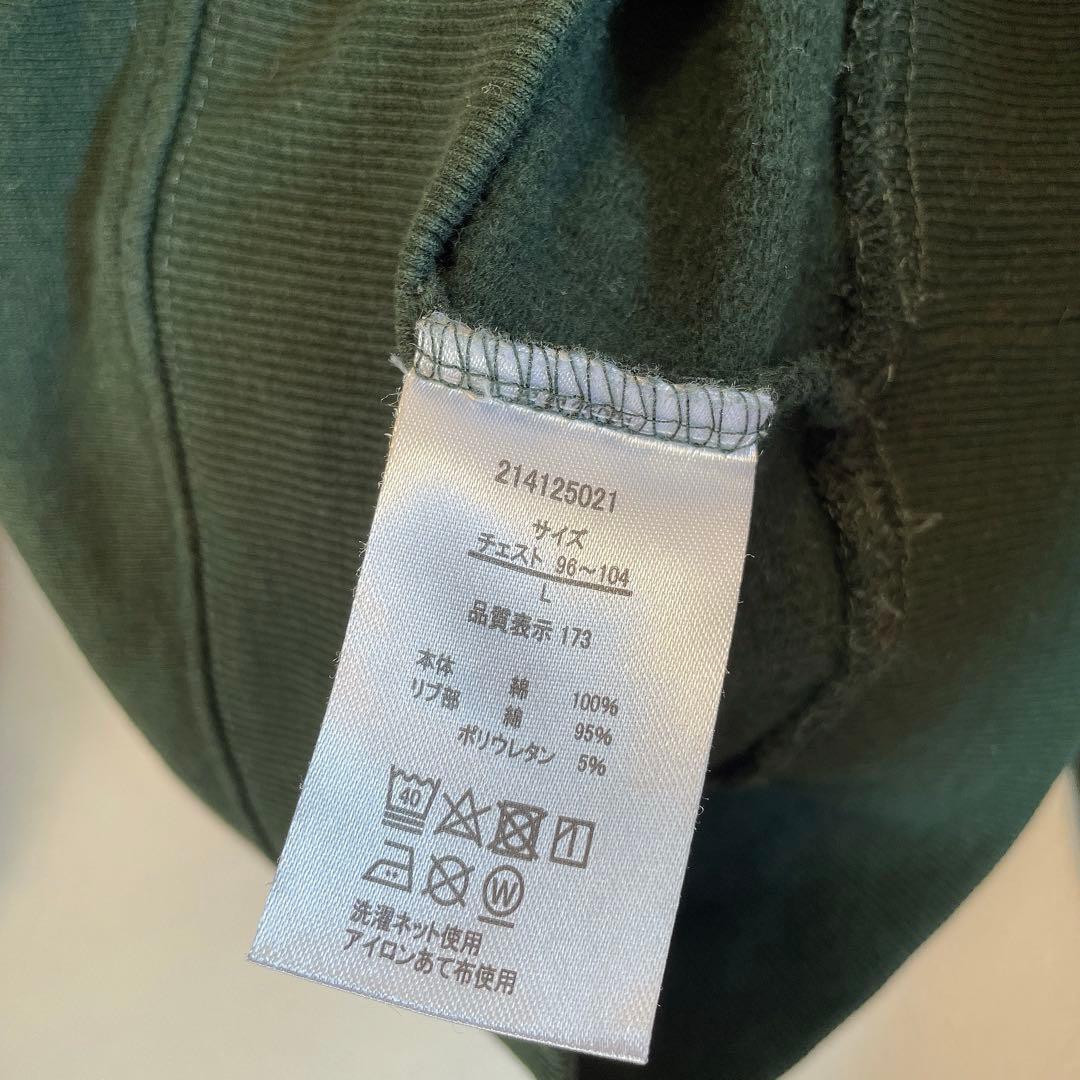 214125021
サイズ
チェスト 96～104
L
品質表示 173
本体 綿 100%
リブ部 綿 95%
ポリウレタン 5%
40
W
洗濯ネット使用
アイロンあて布使用